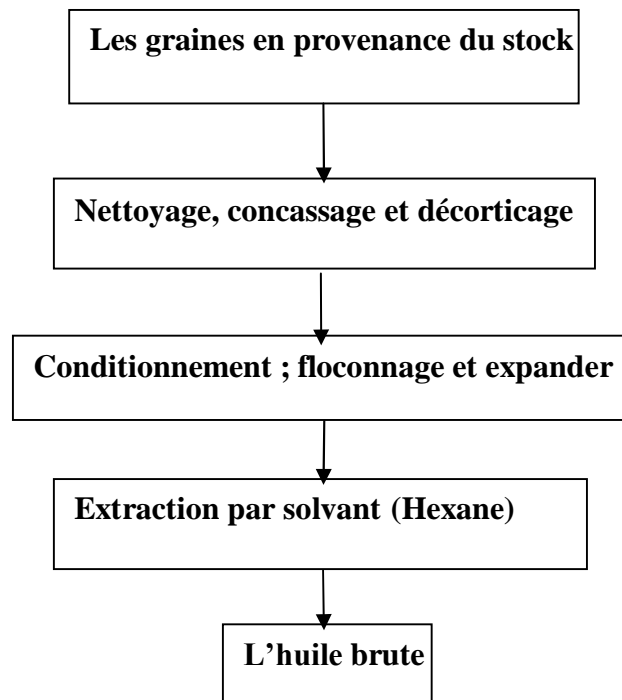 Les graines en provenance du stock
Nettoyage, concassage et décorticage
Conditionnement ; floconnage et expander
Extraction par solvant (Hexane)
L’huile brute